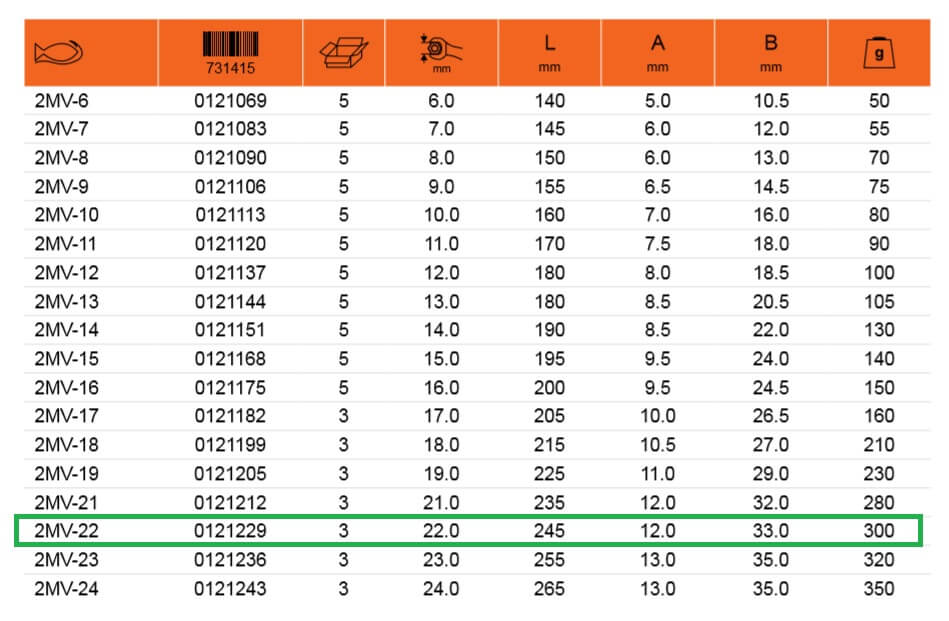 731415 mm L mm A mm B mm g
2MV-6 0121069 5 6.0 140 5.0 10.5 50
2MV-7 0121083 5 7.0 145 6.0 12.0 55
2MV-8 0121090 5 8.0 150 6.0 13.0 70
2MV-9 0121106 5 9.0 155 6.5 14.5 75
2MV-10 0121113 5 10.0 160 7.0 16.0 80
2MV-11 0121120 5 11.0 170 7.5 18.0 90
2MV-12 0121137 5 12.0 180 8.0 18.5 100
2MV-13 0121144 5 13.0 180 8.5 20.5 105
2MV-14 0121151 5 14.0 190 8.5 22.0 130
2MV-15 0121168 5 15.0 195 9.5 24.0 140
2MV-16 0121175 5 16.0 200 9.5 24.5 150
2MV-17 0121182 3 17.0 205 10.0 26.5 160
2MV-18 0121199 3 18.0 215 10.5 27.0 210
2MV-19 0121205 3 19.0 225 11.0 29.0 230
2MV-21 0121212 3 21.0 235 12.0 32.0 280
2MV-22 0121229 3 22.0 245 12.0 33.0 300
2MV-23 0121236 3 23.0 255 13.0 35.0 320
2MV-24 0121243 3 24.0 265 13.0 35.0 350